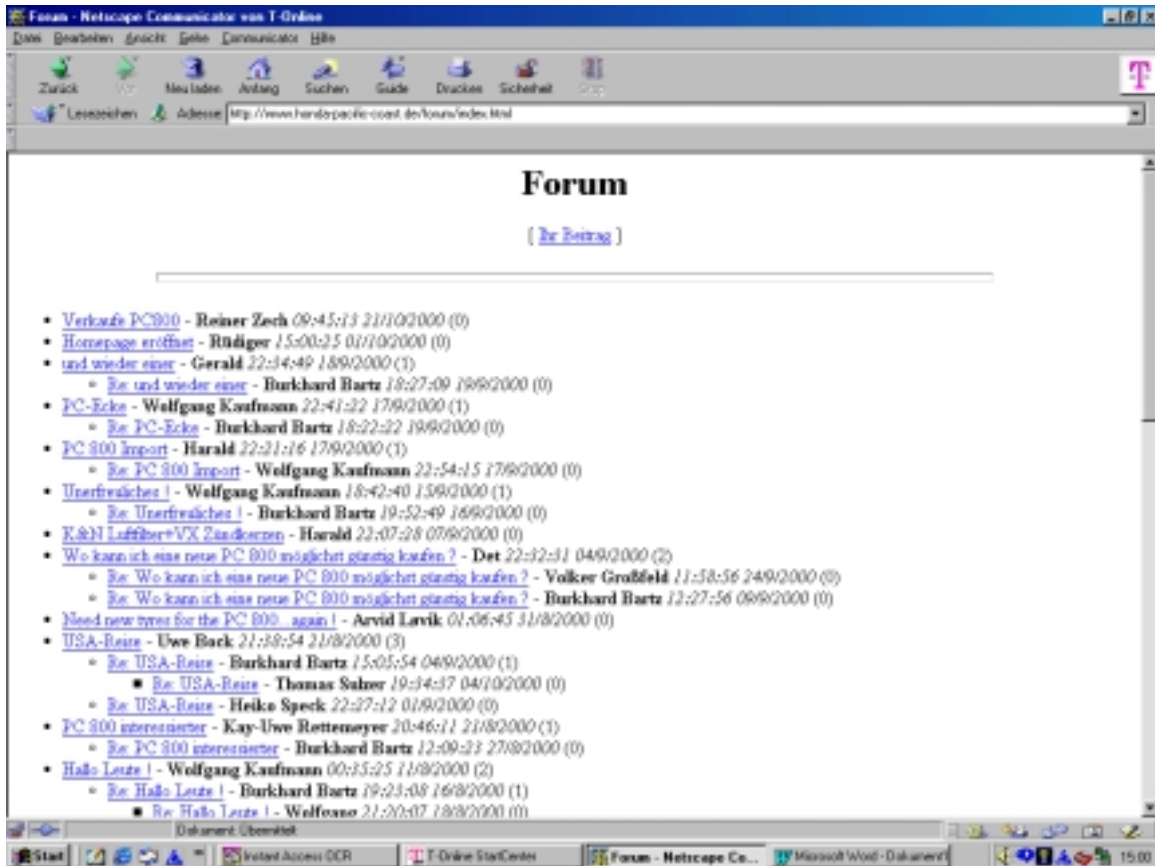 Forum - Netscape Communicator von T-Online
Datei Bearbeiten Ansicht Gehe Communicator Hilfe
Zurück Vor Neu laden Anfang Suchen Guide Drucken Sicherheit Stop
Lesezeichen Adresse http://www.honda-pacific-coast.de/forum/index.html
Forum
[ Ihr Beitrag ]
• Verkaufe PC800 - Reiner Zech 09:45:13 21/10/2000 (0)
• Homepage eröffnet - Rüdiger 15:00:25 01/10/2000 (0)
• und wieder einer - Gerald 22:34:49 18/9/2000 (1)
◦ Re: und wieder einer - Burkhard Bartz 18:27:09 19/9/2000 (0)
• PC-Ecke - Wolfgang Kaufmann 22:41:22 17/9/2000 (1)
◦ Re: PC-Ecke - Burkhard Bartz 18:22:22 19/9/2000 (0)
• PC 800 Import - Harald 22:21:16 17/9/2000 (1)
◦ Re: PC 800 Import - Wolfgang Kaufmann 22:54:15 17/9/2000 (0)
• Unerfreuliches ! - Wolfgang Kaufmann 18:42:40 15/9/2000 (1)
◦ Re: Unerfreuliches ! - Burkhard Bartz 19:52:49 16/9/2000 (0)
• K&N Luftfilter+VX Zündkerzen - Harald 22:07:28 07/9/2000 (0)
• Wo kann ich eine neue PC 800 möglichst günstig kaufen ? - Det 22:32:31 04/9/2000 (2)
◦ Re: Wo kann ich eine neue PC 800 möglichst günstig kaufen ? - Volker Großfeld 11:58:56 24/9/2000 (0)
◦ Re: Wo kann ich eine neue PC 800 möglichst günstig kaufen ? - Burkhard Bartz 12:27:56 09/9/2000 (0)
• Need new tyres for the PC 800...again ! - Arvid Løvik 01:06:45 31/8/2000 (0)
• USA-Reise - Uwe Bock 21:38:54 21/8/2000 (3)
◦ Re: USA-Reise - Burkhard Bartz 15:05:54 04/9/2000 (1)
▪ Re: USA-Reise - Thomas Sulzer 19:34:37 04/10/2000 (0)
◦ Re: USA-Reise - Heiko Speck 22:27:12 01/9/2000 (0)
• PC 800 interessierter - Kay-Uwe Rettemeyer 20:46:11 21/8/2000 (1)
◦ Re: PC 800 interessierter - Burkhard Bartz 12:09:23 27/8/2000 (0)
• Hallo Leute ! - Wolfgang Kaufmann 00:35:25 11/8/2000 (2)
◦ Re: Hallo Leute ! - Burkhard Bartz 19:23:08 16/8/2000 (1)
▪ Re: Hallo Leute ! - Wolfgang 21:20:07 18/8/2000 (0)
Dokument: Übermittelt
Start Instant Access OCR T-Online StartCenter Forum - Netscape Co... Microsoft Word - Dokument1 15:00